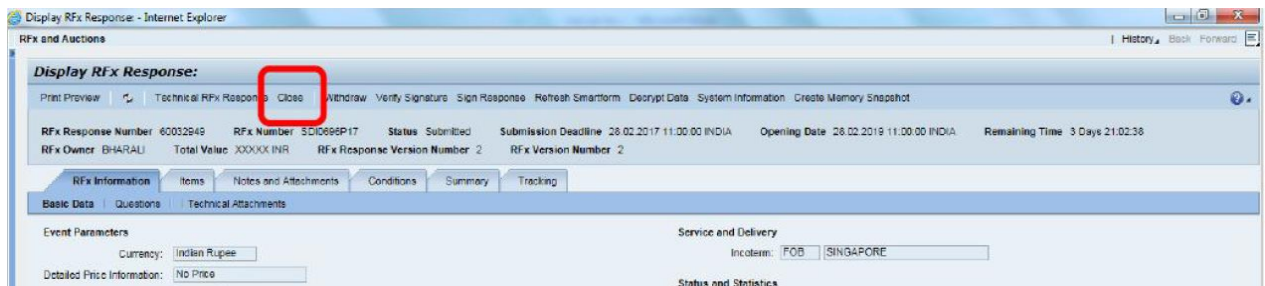 Display RFx Response: - Internet Explorer
RFx and Auctions | History Back Forward
Display RFx Response:
Print Preview | Technical RFx Response Close | Withdraw Verify Signature Sign Response Refresh Smartform Decrypt Data System Information Create Memory Snapshot
RFx Response Number 60032949 RFx Number SDI0696P17 Status Submitted Submission Deadline 28.02.2017 11:00:00 INDIA Opening Date 28.02.2019 11:00:00 INDIA Remaining Time 3 Days 21:02:38
RFx Owner BHARALI Total Value XXXXX INR RFx Response Version Number 2 RFx Version Number 2
RFx Information Items Notes and Attachments Conditions Summary Tracking
Basic Data | Questions | Technical Attachments
Event Parameters Service and Delivery
Currency: Indian Rupee Incoterm: FOB SINGAPORE
Detailed Price Information: No Price
Status and Statistics